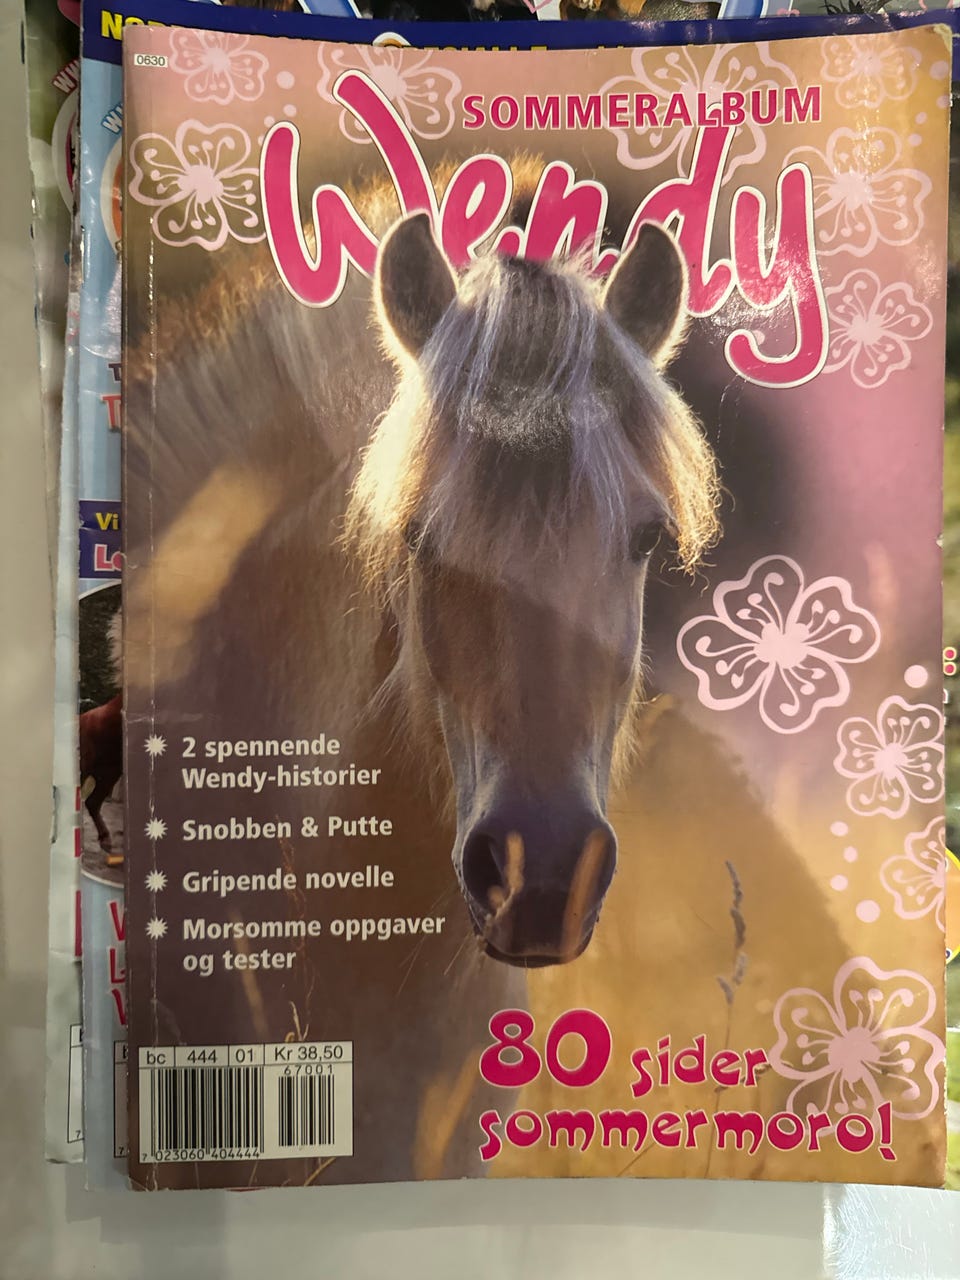 0630
SOMMERALBUM
Wendy
2 spennende
Wendy-historier
Snobben & Putte
Gripende novelle
Morsomme oppgaver
og tester
bc 444 01 Kr 38,50
67001
7 023060 404444
80 sider
sommermoro!